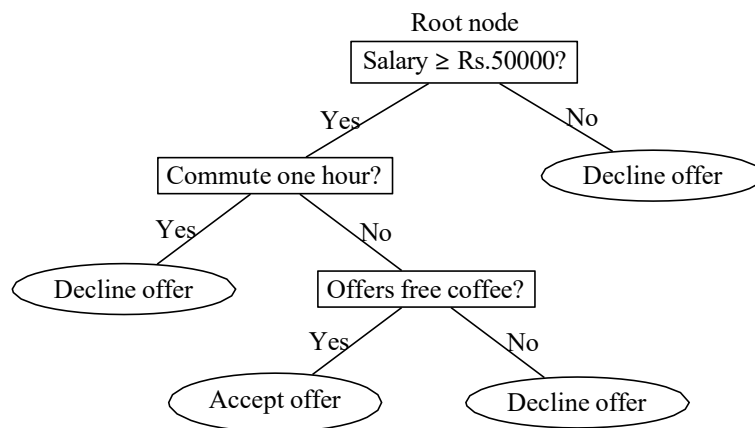 Root node
Salary ≥ Rs.50000?
Yes
No
Commute one hour?
Decline offer
Yes
No
Decline offer
Offers free coffee?
Yes
No
Accept offer
Decline offer